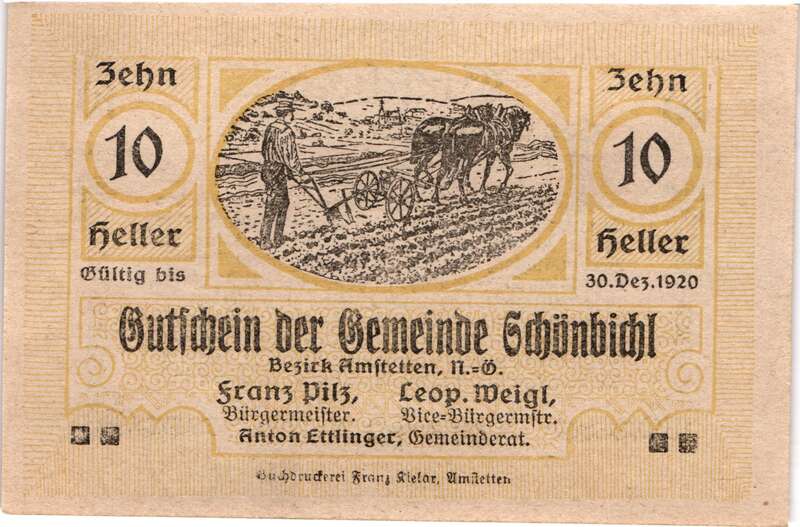 Zehn
10
Heller
Zehn
10
Heller
Gültig bis
30. Dez. 1920
Gutschein der Gemeinde Schönbichl
Bezirk Amstetten, N.=Ö.
Franz Pilz, Leop. Weigl,
Bürgermeister. Vice=Bürgermstr.
Anton Ettlinger, Gemeinderat.
Buchdruckerei Franz Kielar, Amstetten